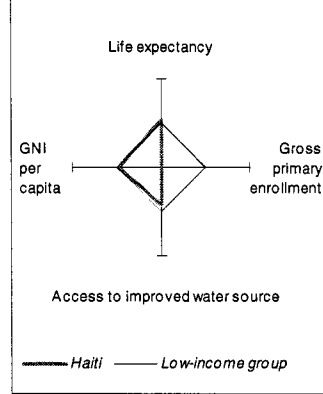 Life expectancy
GNI
per
capita
Gross
primary
enrollment
Access to improved water source
Haiti
Low-income group